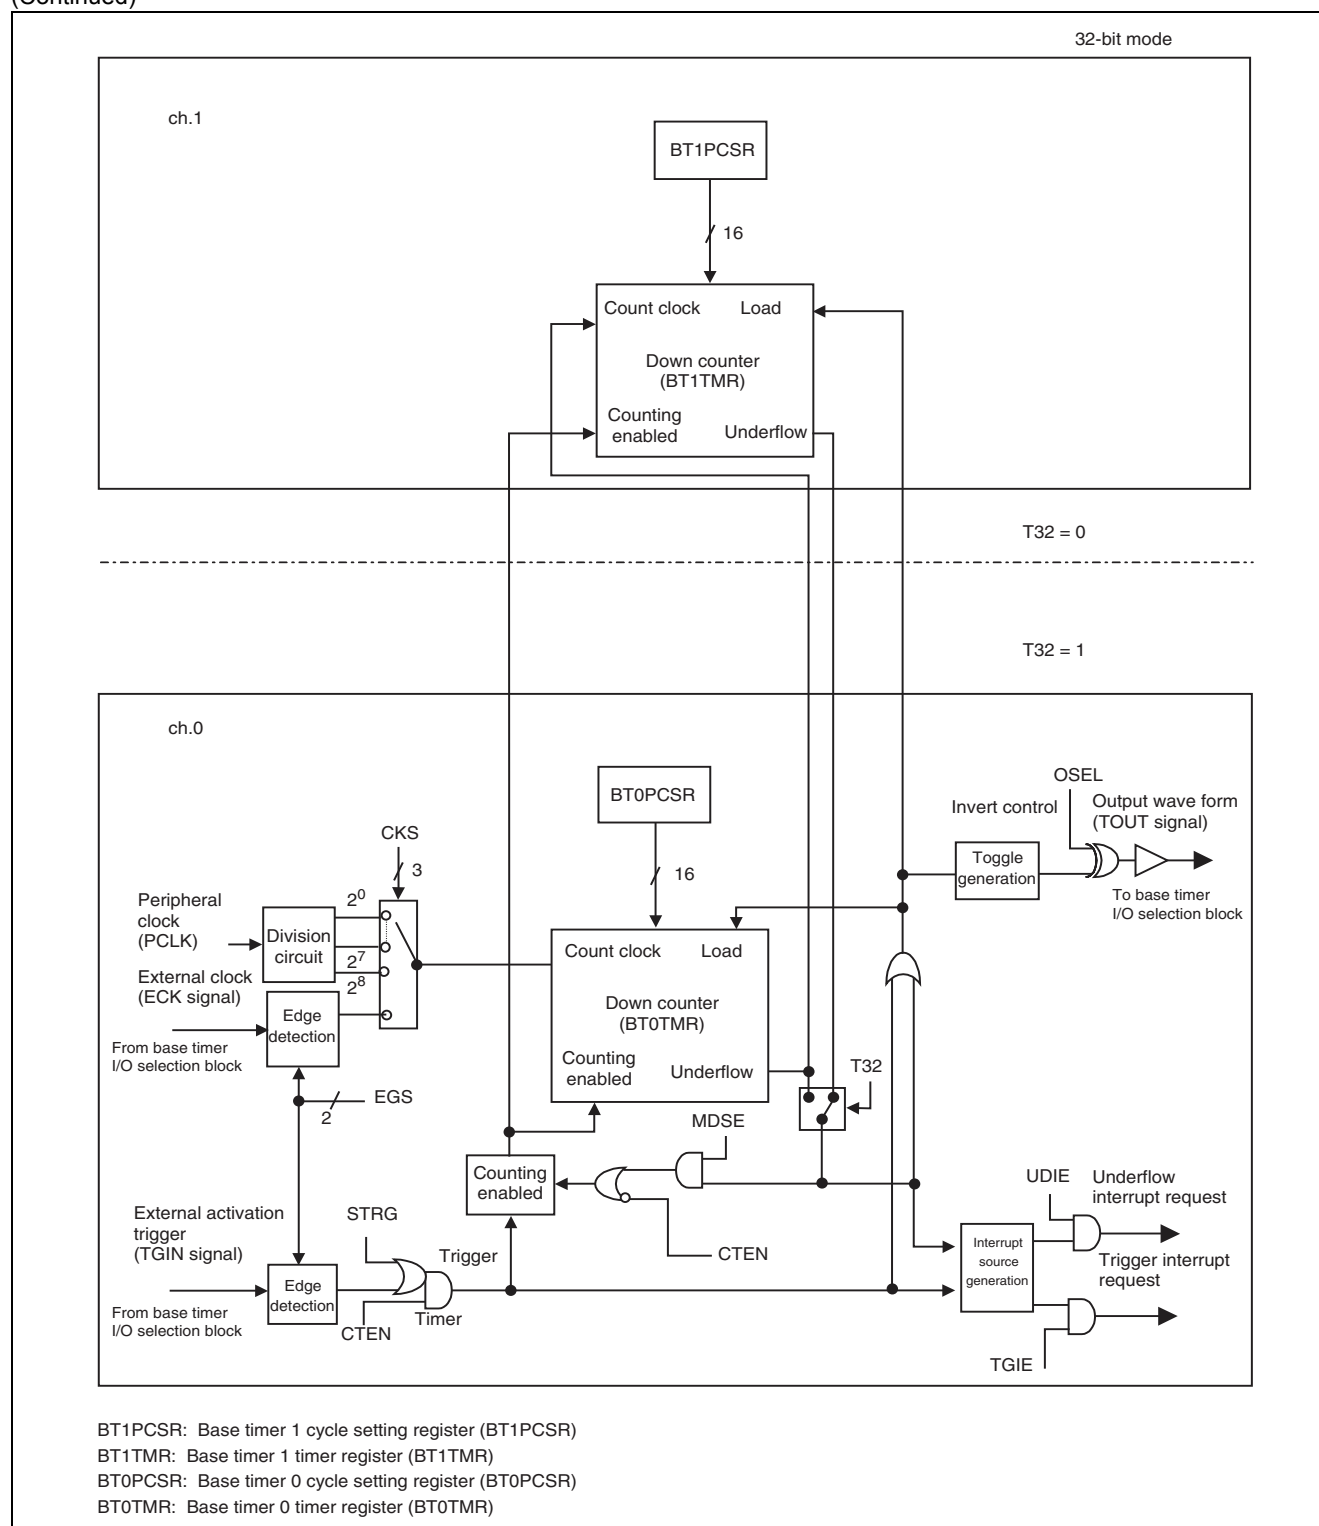 (Continued)
32-bit mode
ch.1
BT1PCSR
16
Count clock Load
Down counter
(BT1TMR)
Counting
enabled
Underflow
T32 = 0
T32 = 1
ch.0
BT0PCSR
16
OSEL
Invert control
Output wave form
(TOUT signal)
Toggle
generation
To base timer
I/O selection block
CKS
3
Peripheral
clock
(PCLK)
Division
circuit
2^0
2^7
2^8
External clock
(ECK signal)
Edge
detection
From base timer
I/O selection block
EGS
2
Count clock Load
Down counter
(BT0TMR)
Counting
enabled
Underflow
T32
MDSE
Counting
enabled
CTEN
External activation
trigger
(TGIN signal)
STRG
Trigger
Edge
detection
From base timer
I/O selection block
CTEN
Timer
UDIE
Underflow
interrupt request
Interrupt
source
generation
Trigger interrupt
request
TGIE
BT1PCSR: Base timer 1 cycle setting register (BT1PCSR)
BT1TMR: Base timer 1 timer register (BT1TMR)
BT0PCSR: Base timer 0 cycle setting register (BT0PCSR)
BT0TMR: Base timer 0 timer register (BT0TMR)